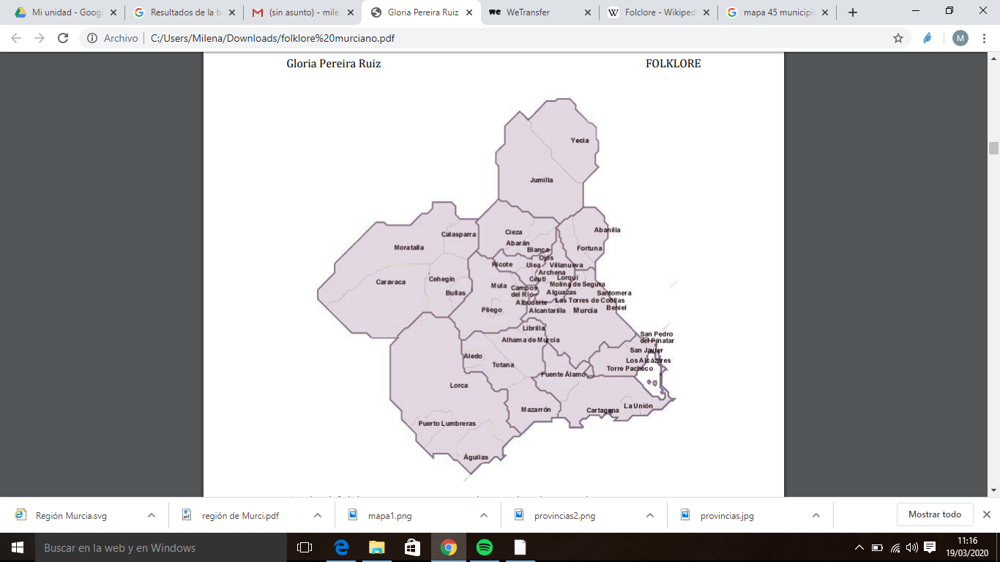 Mi unidad - Googl
Resultados de la b
(sin asunto) - mile.
Gloria Pereira Ruiz
WeTransfer
Folclore - Wikiped
mapa 45 municipio
Archivo
C:/Users/Milena/Downloads/folklore%20murciano.pdf
M
Gloria Pereira Ruiz
FOLKLORE
Yecla
Jumilla
Calasparra
Cieza
Abanilla
Moratalla
Abarán
Blanca
Fortuna
Ojós
Ricote
Ulea
Villanueva
Archena
Caravaca
Cehegín
Ceutí
Lorquí
Mula
Molina de Segura
Bullas
Campos
del Río
Alguazas
Santomera
Albudeite
Las Torres de Cotillas
Pliego
Alcantarilla
Murcia
Beniel
Librilla
Alhama de Murcia
San Pedro
del Pinatar
San Javier
Aledo
Totana
Los Alcázares
Torre Pacheco
Fuente Álamo
Lorca
Mazarrón
Cartagena
La Unión
Puerto Lumbreras
Águilas
Región Murcia.svg
región de Murci.pdf
mapa1.png
provincias2.png
provincias.jpg
Mostrar todo
Buscar en la web y en Windows
11:16
19/03/2020